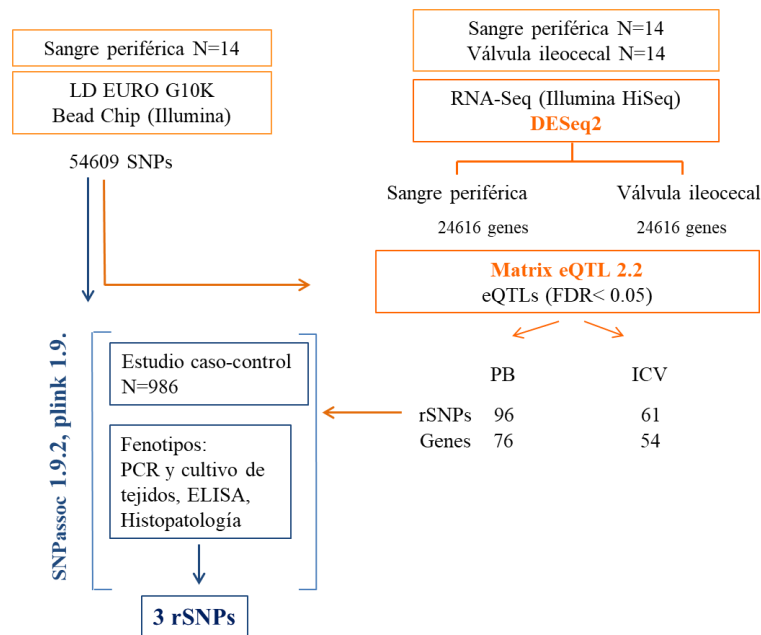 Sangre periférica N=14
LD EURO G10K
Bead Chip (Illumina)
54609 SNPs
Sangre periférica N=14
Válvula ileocecal N=14
RNA-Seq (Illumina HiSeq)
DESeq2
Sangre periférica
Válvula ileocecal
24616 genes
24616 genes
Matrix eQTL 2.2
eQTLs (FDR< 0.05)
PB
ICV
rSNPs
96
61
Genes
76
54
SNPassoc 1.9.2, plink 1.9.
Estudio caso-control
N=986
Fenotipos:
PCR y cultivo de
tejidos, ELISA,
Histopatología
3 rSNPs